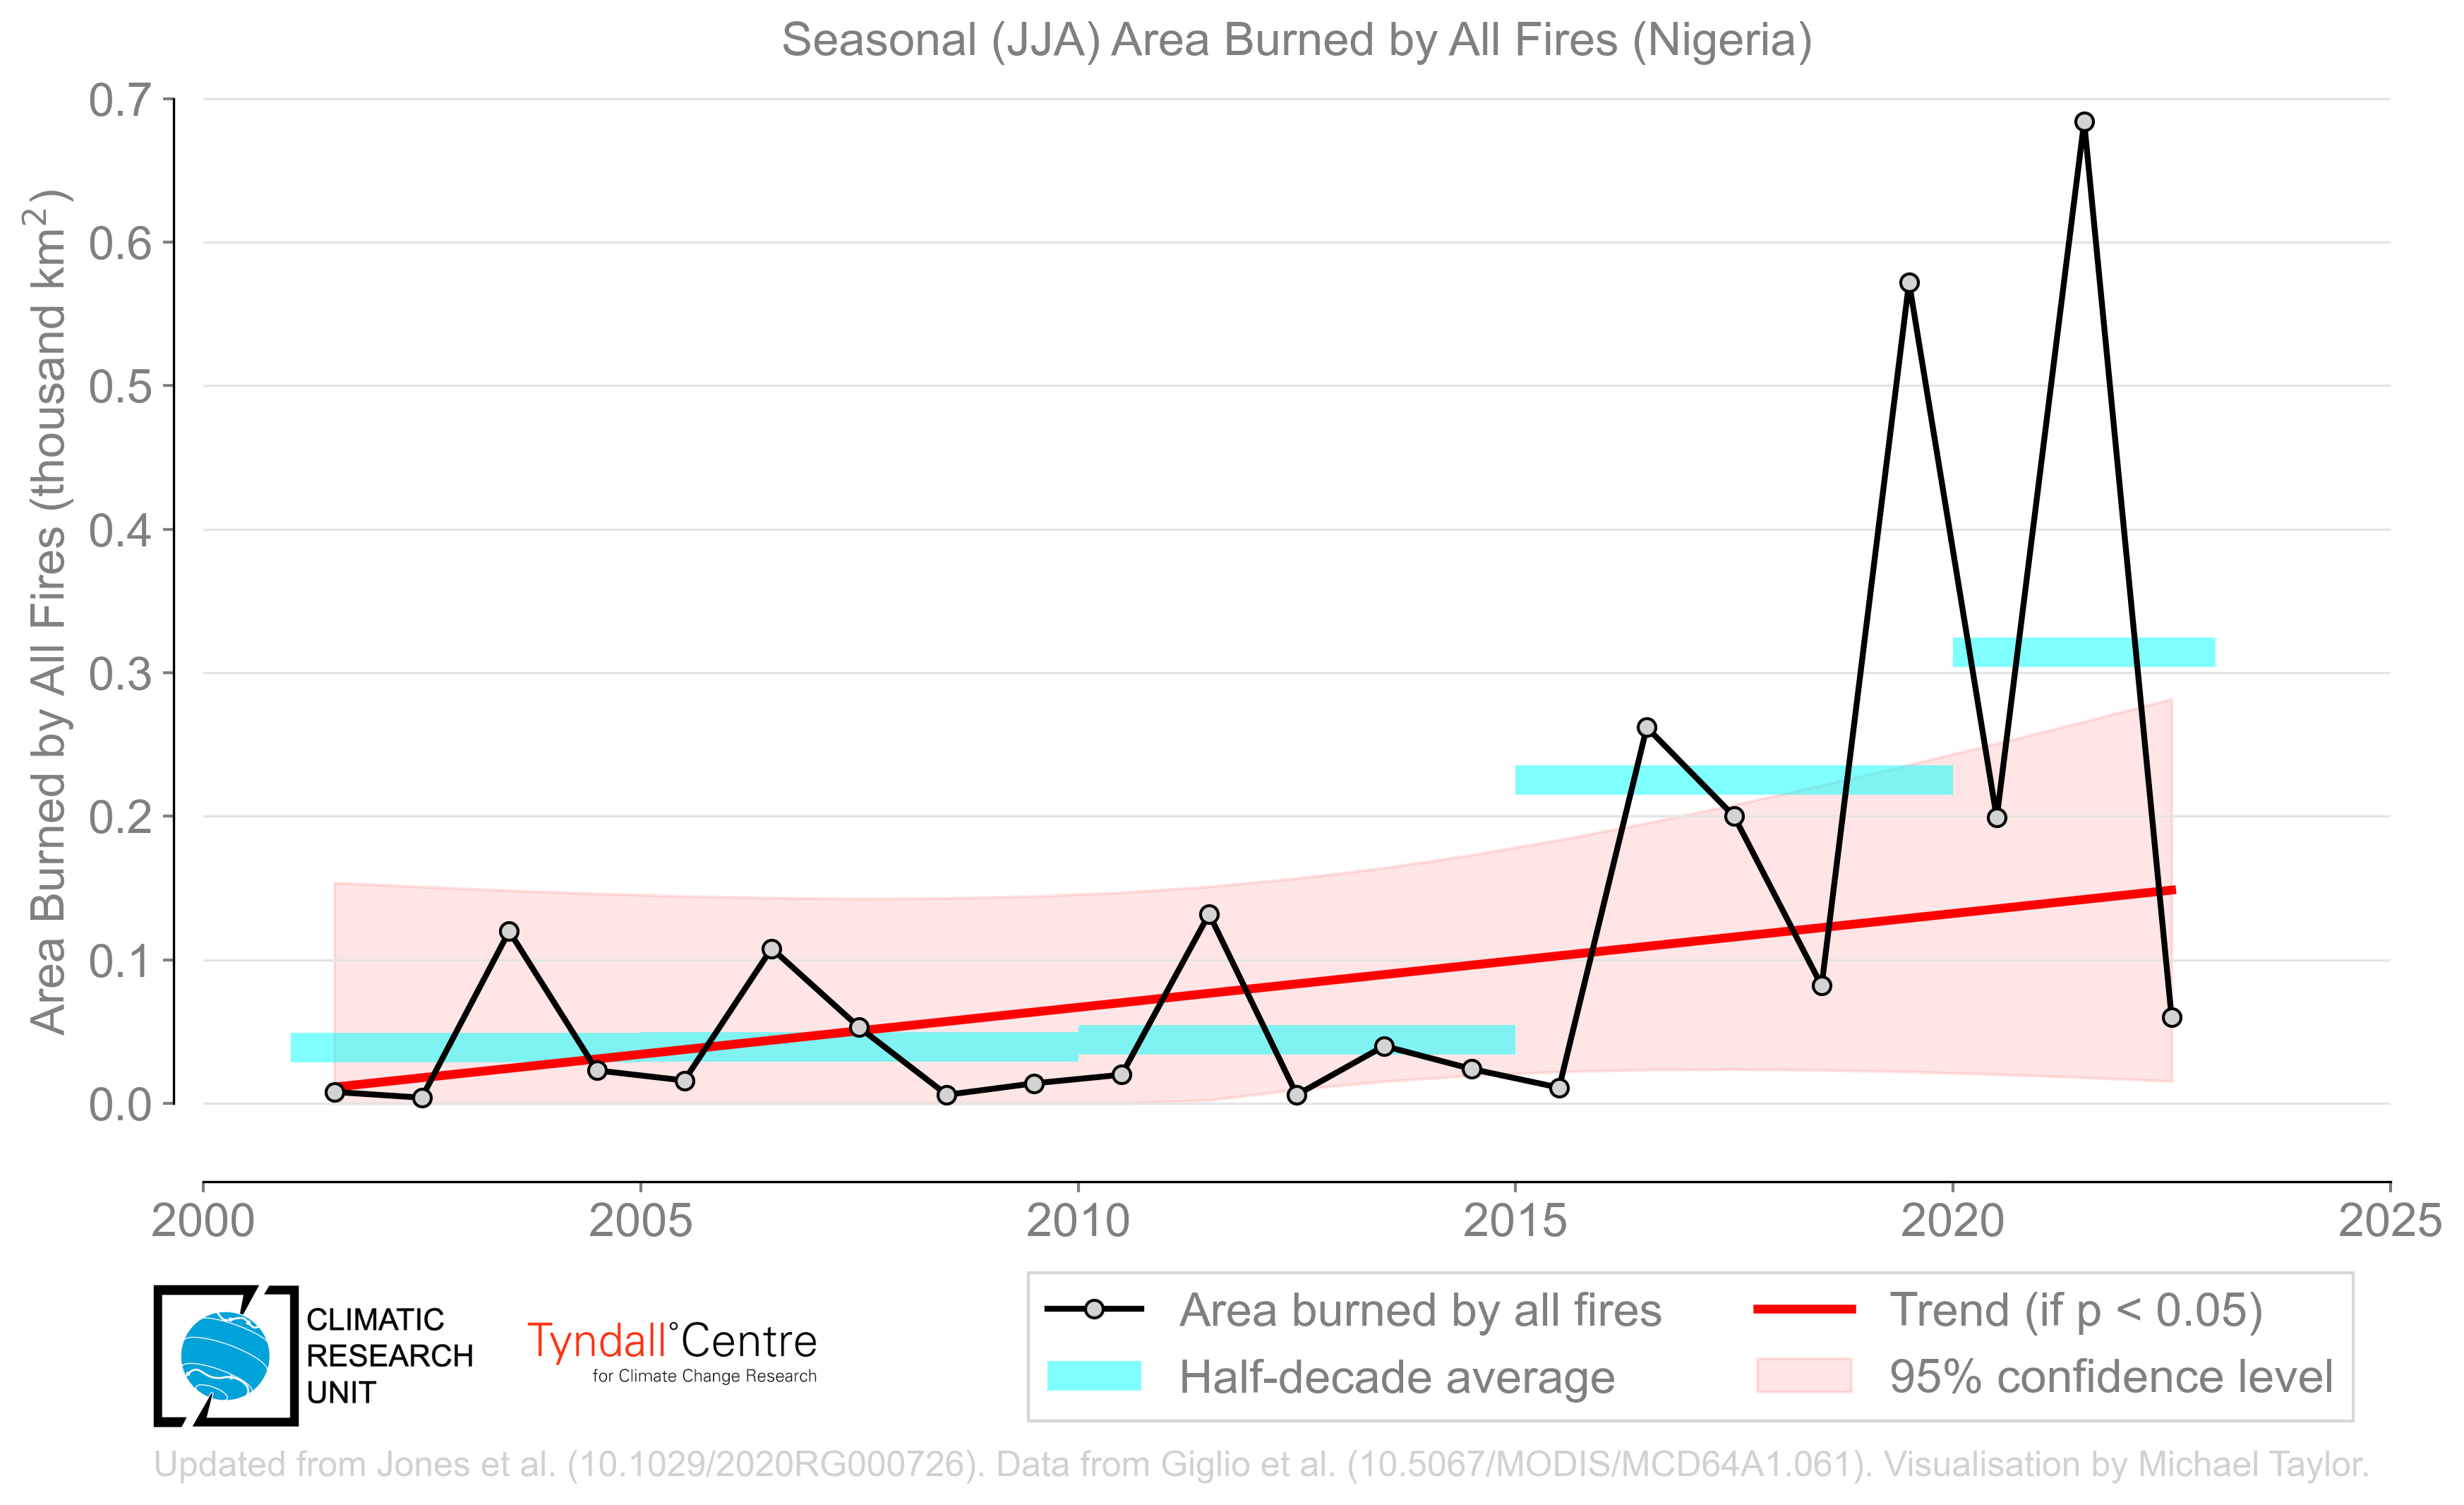 Seasonal (JJA) Area Burned by All Fires (Nigeria)
Area Burned by All Fires (thousand km²)
0.7
0.6
0.5
0.4
0.3
0.2
0.1
0.0
2000 2005 2010 2015 2020 2025
Area burned by all fires
Half-decade average
Trend (if p < 0.05)
95% confidence level
CLIMATIC
RESEARCH
UNIT
Tyndall°Centre
for Climate Change Research
Updated from Jones et al. (10.1029/2020RG000726). Data from Giglio et al. (10.5067/MODIS/MCD64A1.061). Visualisation by Michael Taylor.